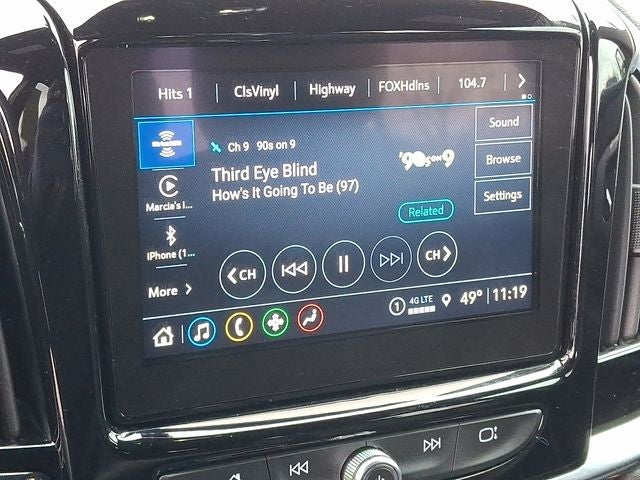 Hits 1 ClsVinyl Highway FOXHdlns 104.7
SiriusXM
Ch 9 90s on 9
'90s ON 9
Sound
Third Eye Blind
How's It Going To Be (97)
Browse
Marcia's i...
Related
Settings
iPhone (1...
CH CH
More
1 4G LTE 49° 11:19